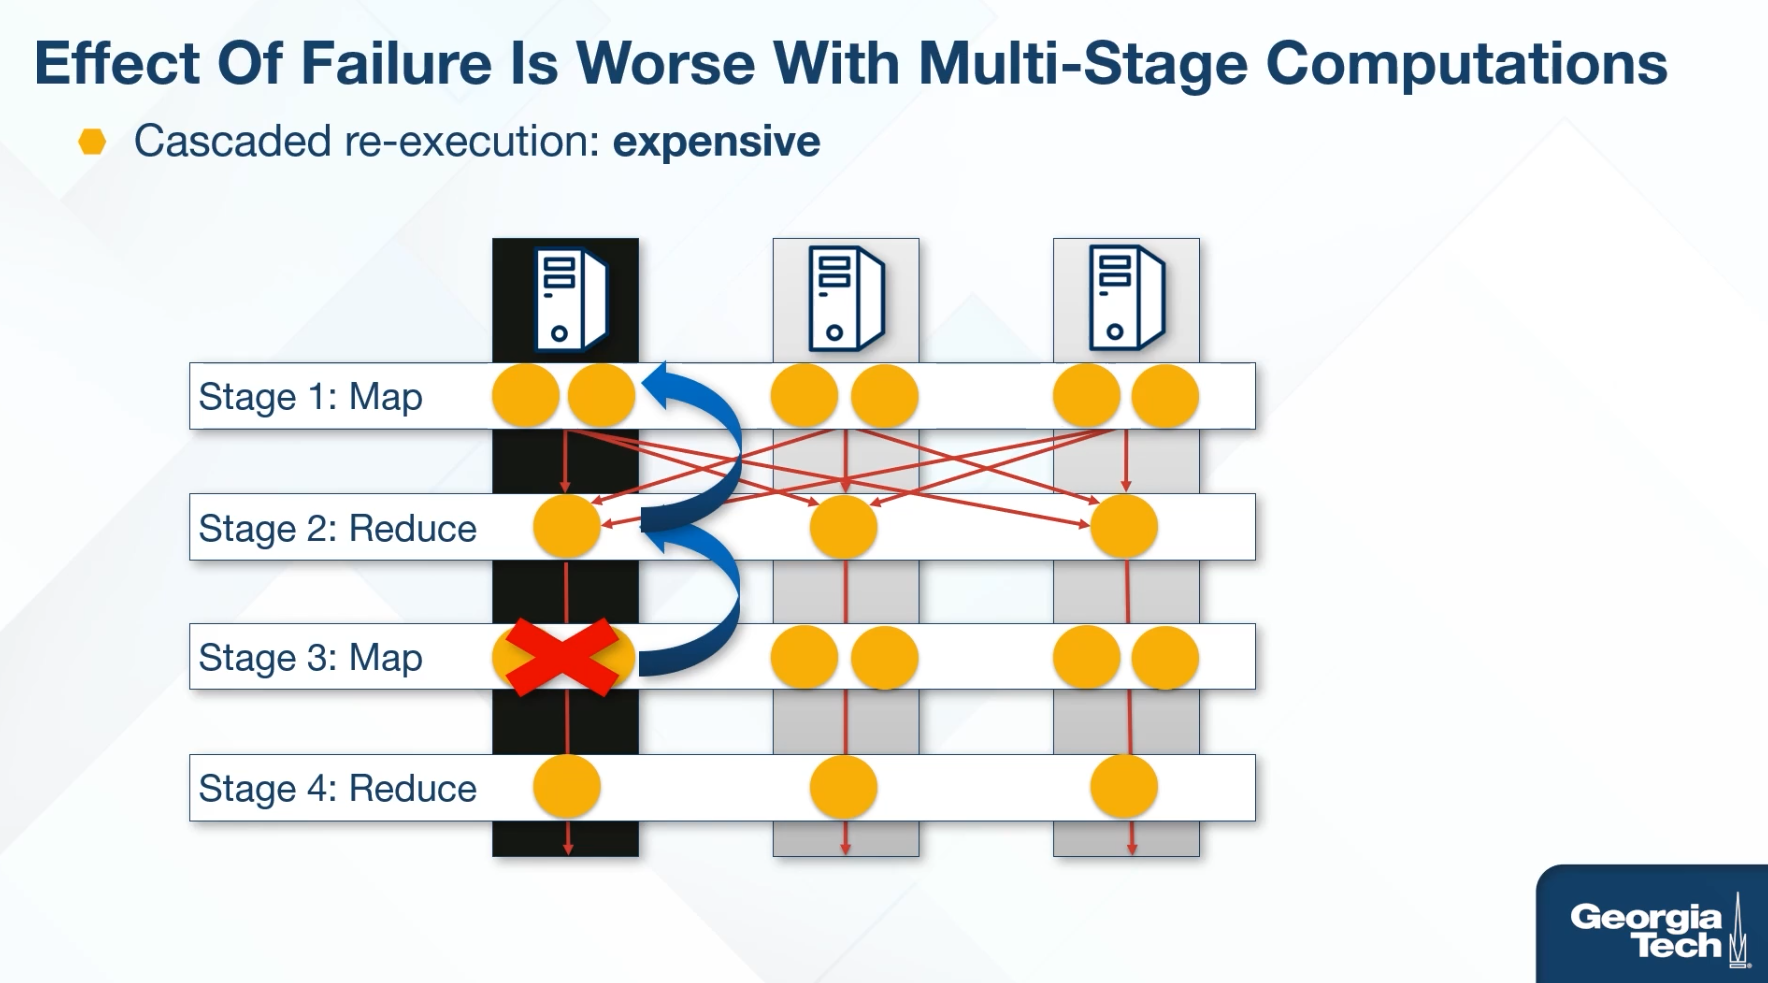 Effect Of Failure Is Worse With Multi-Stage Computations
Cascaded re-execution: expensive
Stage 1: Map
Stage 2: Reduce
Stage 3: Map
Stage 4: Reduce
Georgia
Tech